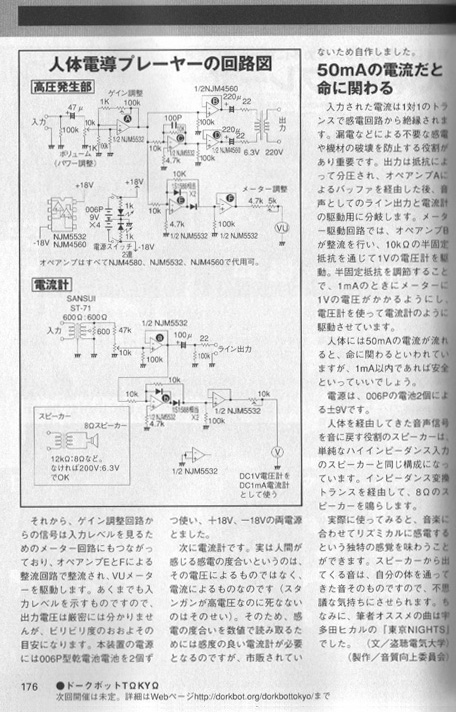 人体電導プレーヤーの回路図
高圧発生部
1/2NJM4560
ゲイン調整
入力
47μ
100k
10k
1K
100k
1/2 NJM5532
ボリューム
(パワー調整)
100P
220μ
22
220μ
22
6.3V
220V
出力
10k
4.7k
1/2 NJM5532
+18V
-18V
NJM5532
NJM4560
006P
9V
×4
+18V
1k
1k
電源スイッチ
2連
-18V
10K
メーター調整
4.7k
5k
VU
100k
4.7k
1/2 NJM5532
1/2 NJM5532
オペアンプはすべてNJM4580、NJM5532、NJM4560で代用可。
電流計
SANSUI
ST-71
600Ω:600Ω
入力
600
47k
10k
1/2 NJM5532
100μ
22
100k
ライン出力
10k
10k
10k
4.7k
1/2 NJM5532
100k
1/2 NJM5532
10k
V
DC1V電圧計を
DC1mA電流計
として使う
1/2 NJM5532
スピーカー
8Ωスピーカー
12kΩ:8Ωなど。
なければ200V:6.3V
でOK
それから、ゲイン調整回路か
らの信号は入力レベルを見るた
めのメーター回路にもつながっ
ており、オペアンプEとFによる
整流回路で整流され、VUメータ
ーを駆動します。あくまでも入
力レベルを示すものですので、
出力電圧は厳密には分かりませ
んが、ビリビリ度のおおよその
目安になります。本装置の電源
には006P型乾電池電池を2個ず
つ使い、+18V、−18Vの両電源
とました。
次に電流計です。実は人間が
感じる感電の度合いというのは、
その電圧によるものではなく、
電流によるものなのです(スタ
ンガンが高電圧なのに死なない
のはそのせい)。そのため、感
電の度合いを数値で読み取るた
めには感度の良い電流計が必要
となるのですが、市販されてい
ないため自作しました。
50mAの電流だと
命に関わる
入力された電流は1対1のトラ
ンスで感電回路から絶縁されま
す。漏電などによる不要な感電
や機材の破壊を防止する役割が
あり重要です。出力は抵抗によ
って分圧され、オペアンプAに
よるバッファを経由した後、音
声としてのライン出力と電流計
の駆動用に分岐します。メータ
ー駆動回路では、オペアンプB
が整流を行い、10kΩの半固定
抵抗を通じて1Vの電圧計を駆
動。半固定抵抗を調節すること
で、1mAのときにメーターに
1Vの電圧がかかるようにし、
電圧計を使って電流計のように
駆動させています。
人体には50mAの電流が流れ
ると、命に関わるといわれてい
ますが、1mA以内であれば安全
といっていいでしょう。
電源は、006Pの電池2個によ
る±9Vです。
人体を経由してきた音声信号
を音に戻す役割のスピーカーは、
単純なハイインピーダンス入力
のスピーカーと同じ構成になっ
ています。インピーダンス変換
トランスを経由して、8Ωのス
ピーカーを鳴らします。
実際に使ってみると、音楽に
合わせてリズミカルに感電する
という独特の感覚を味わうこと
ができます。スピーカーから出
てくる音は、自分の体を通って
きた音そのものですので、不思
議な気持ちにさせられます。ち
なみに、筆者オススメの曲は宇
多田ヒカルの「東京NIGHTS」
でした。(文/盗聴電気大学)
(製作/音質向上委員会)
176
●ドークボットTΩKYΩ
次回開催は未定。詳細はWebページhttp://dorkbot.org/dorkbottokyo/まで